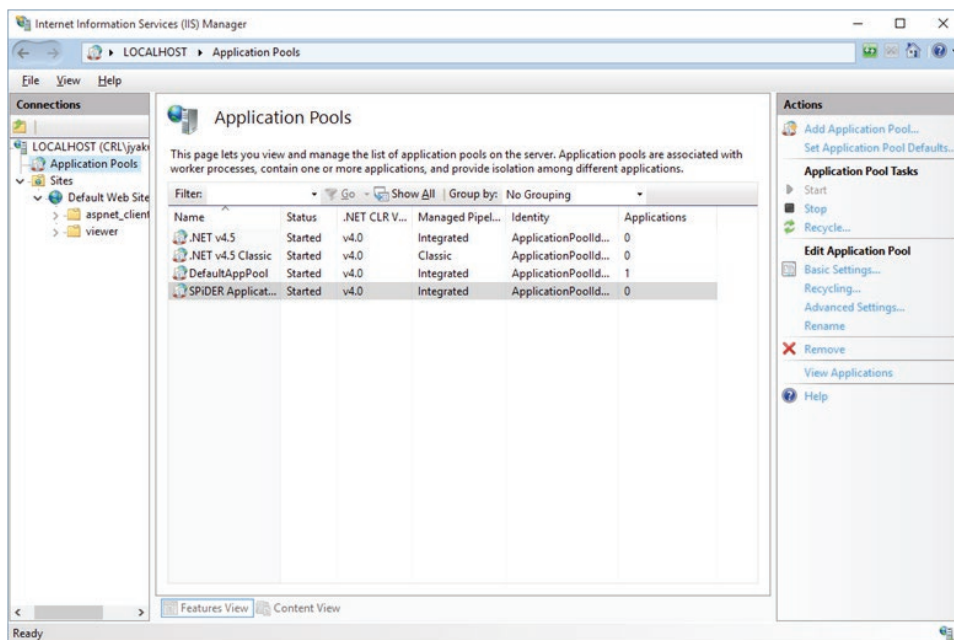 Internet Information Services (IIS) Manager
LOCALHOST Application Pools
File View Help
Connections
LOCALHOST (CRL\jyak
Application Pools
Sites
Default Web Site
aspnet_client
viewer
Application Pools
This page lets you view and manage the list of application pools on the server. Application pools are associated with
worker processes, contain one or more applications, and provide isolation among different applications.
Filter: Go Show All Group by: No Grouping
Name Status .NET CLR V... Managed Pipel... Identity Applications
.NET v4.5 Started v4.0 Integrated ApplicationPoolId... 0
.NET v4.5 Classic Started v4.0 Classic ApplicationPoolId... 0
DefaultAppPool Started v4.0 Integrated ApplicationPoolId... 1
SPiDER Applicat... Started v4.0 Integrated ApplicationPoolId... 0
Features View Content View
Actions
Add Application Pool...
Set Application Pool Defaults...
Application Pool Tasks
Start
Stop
Recycle...
Edit Application Pool
Basic Settings...
Recycling...
Advanced Settings...
Rename
Remove
View Applications
Help
Ready